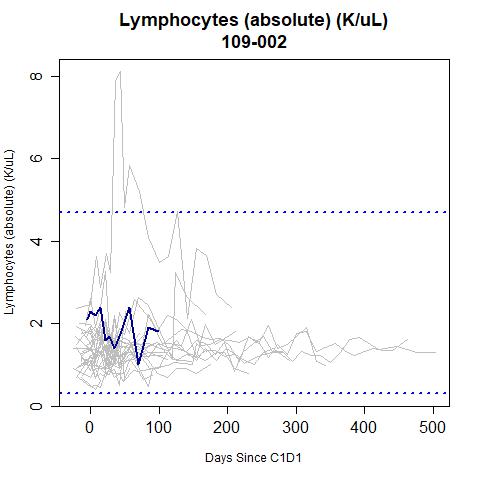 Lymphocytes (absolute) (K/uL)
109-002
Lymphocytes (absolute) (K/uL)
8
6
4
2
0
0 100 200 300 400 500
Days Since C1D1